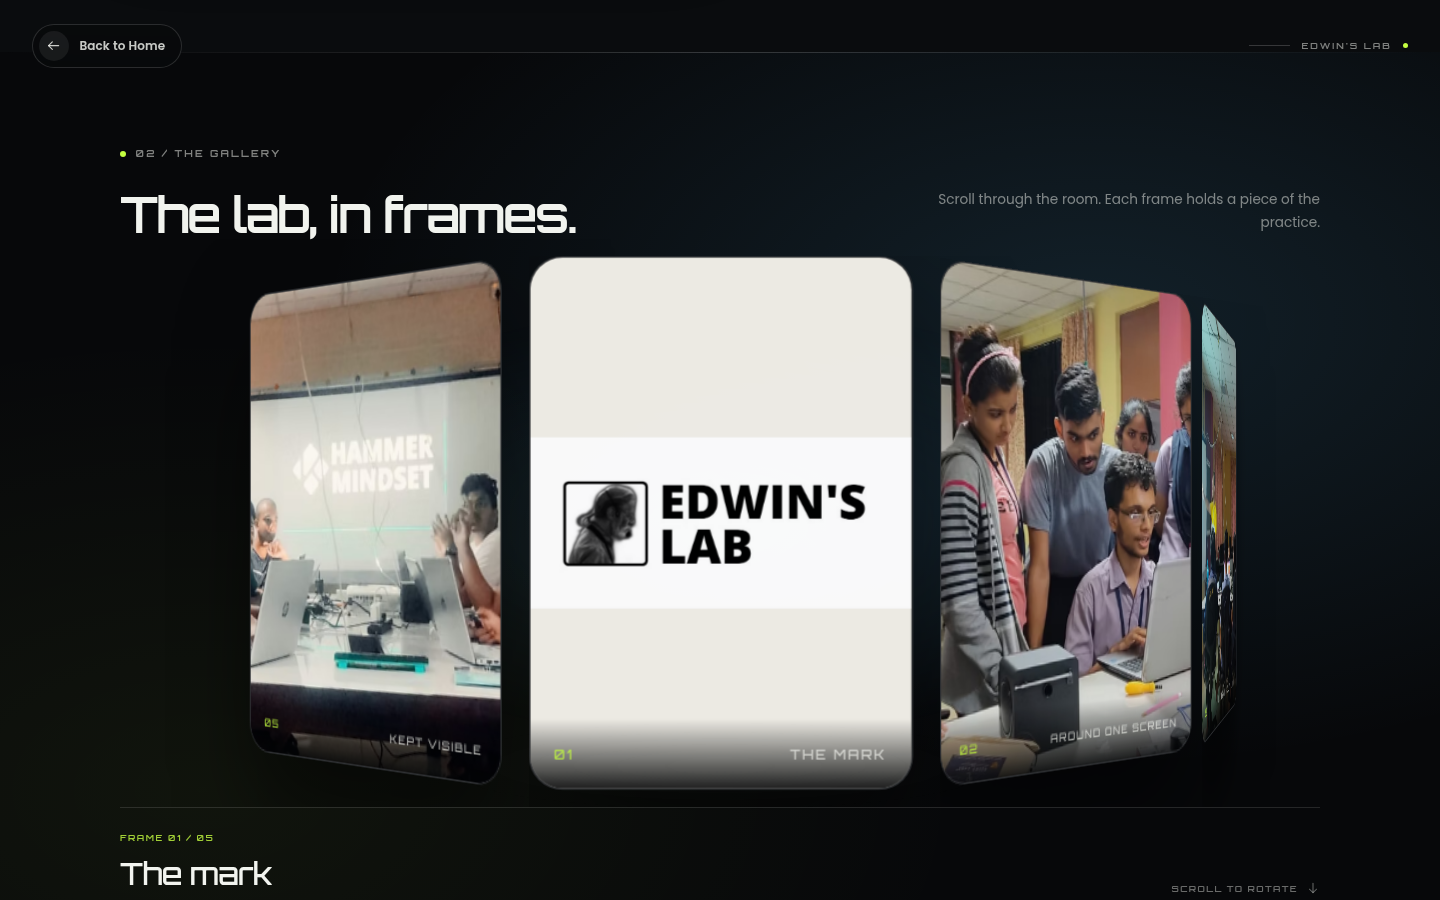 Back to Home
EDWIN'S LAB
02 / THE GALLERY
The lab, in frames.
Scroll through the room. Each frame holds a piece of the
practice.
HAMMER
MINDSET
05
KEPT VISIBLE
EDWIN'S
LAB
01
THE MARK
02
AROUND ONE SCREEN
FRAME 01 / 05
The mark
SCROLL TO ROTATE